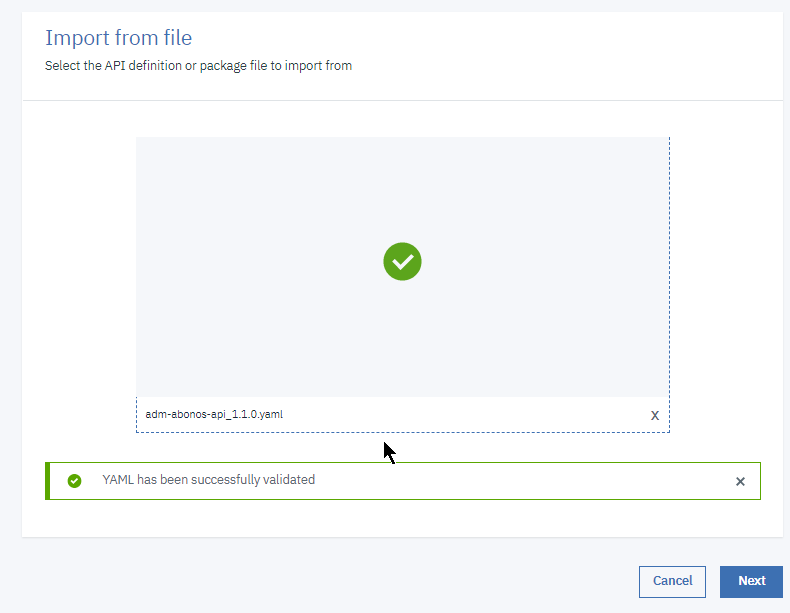 Import from file
Select the API definition or package file to import from
adm-abonos-api_1.1.0.yaml X
YAML has been successfully validated
Cancel Next